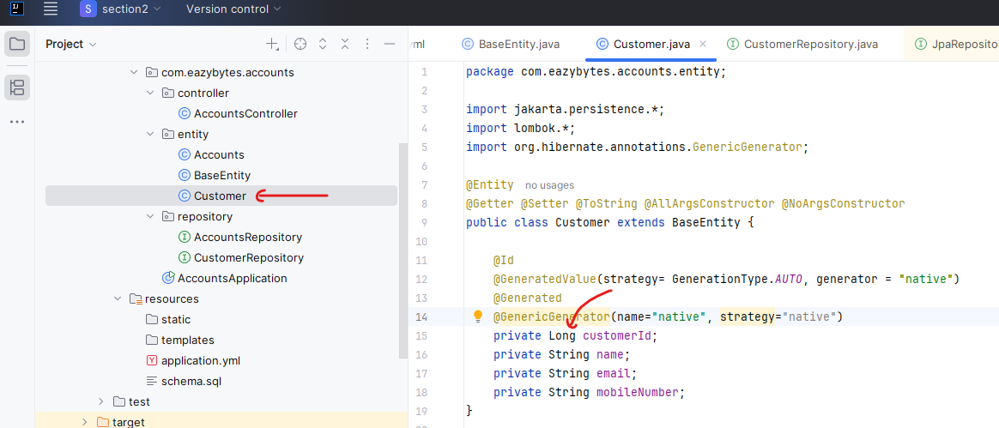 IJ
S section2 Version control
Project
yml BaseEntity.java Customer.java CustomerRepository.java JpaReposito
com.eazybytes.accounts
controller
AccountsController
entity
Accounts
BaseEntity
Customer
repository
AccountsRepository
CustomerRepository
AccountsApplication
resources
static
templates
application.yml
schema.sql
test
target
1 package com.eazybytes.accounts.entity;
2
3 import jakarta.persistence.*;
4 import lombok.*;
5 import org.hibernate.annotations.GenericGenerator;
6
7 @Entity no usages
8 @Getter @Setter @ToString @AllArgsConstructor @NoArgsConstructor
9 public class Customer extends BaseEntity {
10
11 @Id
12 @GeneratedValue(strategy= GenerationType.AUTO, generator = "native")
13 @Generated
14 @GenericGenerator(name="native", strategy="native")
15 private Long customerId;
16 private String name;
17 private String email;
18 private String mobileNumber;
19 }